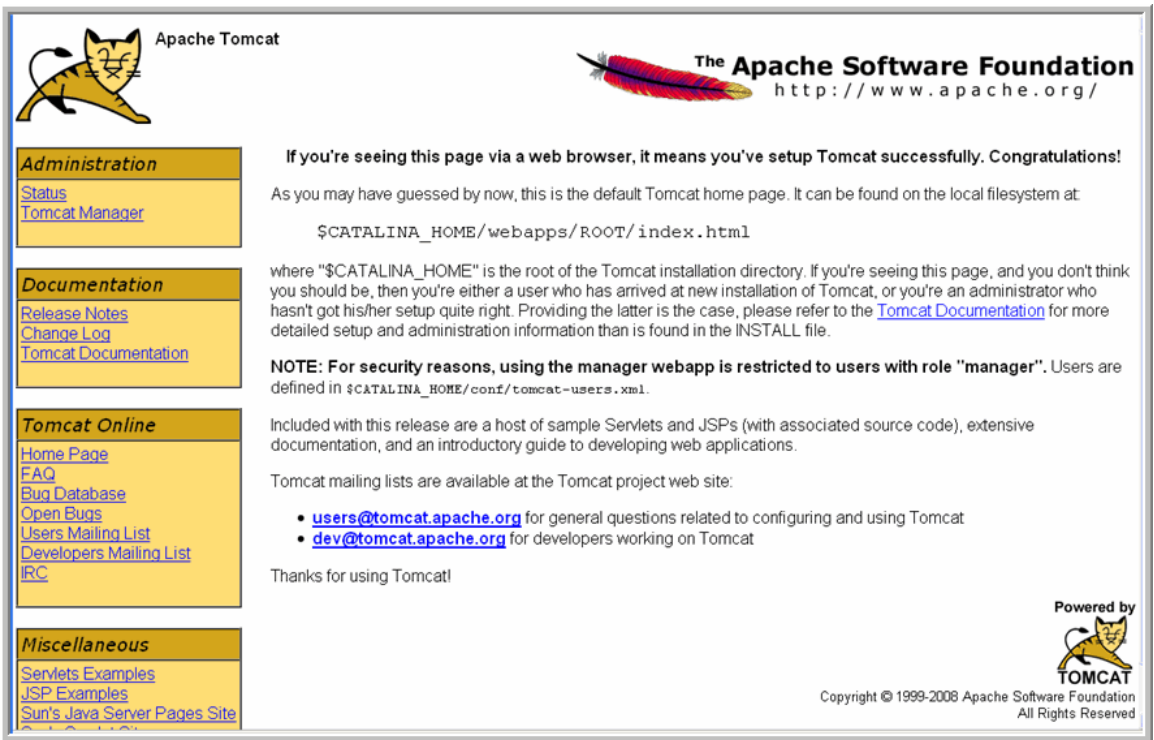 Apache Tomcat
The Apache Software Foundation
http://www.apache.org/
Administration
Status
Tomcat Manager
Documentation
Release Notes
Change Log
Tomcat Documentation
Tomcat Online
Home Page
FAQ
Bug Database
Open Bugs
Users Mailing List
Developers Mailing List
IRC
Miscellaneous
Servlets Examples
JSP Examples
Sun's Java Server Pages Site
If you're seeing this page via a web browser, it means you've setup Tomcat successfully. Congratulations!
As you may have guessed by now, this is the default Tomcat home page. It can be found on the local filesystem at:
$CATALINA_HOME/webapps/ROOT/index.html
where "$CATALINA_HOME" is the root of the Tomcat installation directory. If you're seeing this page, and you don't think
you should be, then you're either a user who has arrived at new installation of Tomcat, or you're an administrator who
hasn't got his/her setup quite right. Providing the latter is the case, please refer to the Tomcat Documentation for more
detailed setup and administration information than is found in the INSTALL file.
NOTE: For security reasons, using the manager webapp is restricted to users with role "manager". Users are
defined in $CATALINA_HOME/conf/tomcat-users.xml.
Included with this release are a host of sample Servlets and JSPs (with associated source code), extensive
documentation, and an introductory guide to developing web applications.
Tomcat mailing lists are available at the Tomcat project web site:
• users@tomcat.apache.org for general questions related to configuring and using Tomcat
• dev@tomcat.apache.org for developers working on Tomcat
Thanks for using Tomcat!
Powered by
TOMCAT
Copyright © 1999-2008 Apache Software Foundation
All Rights Reserved